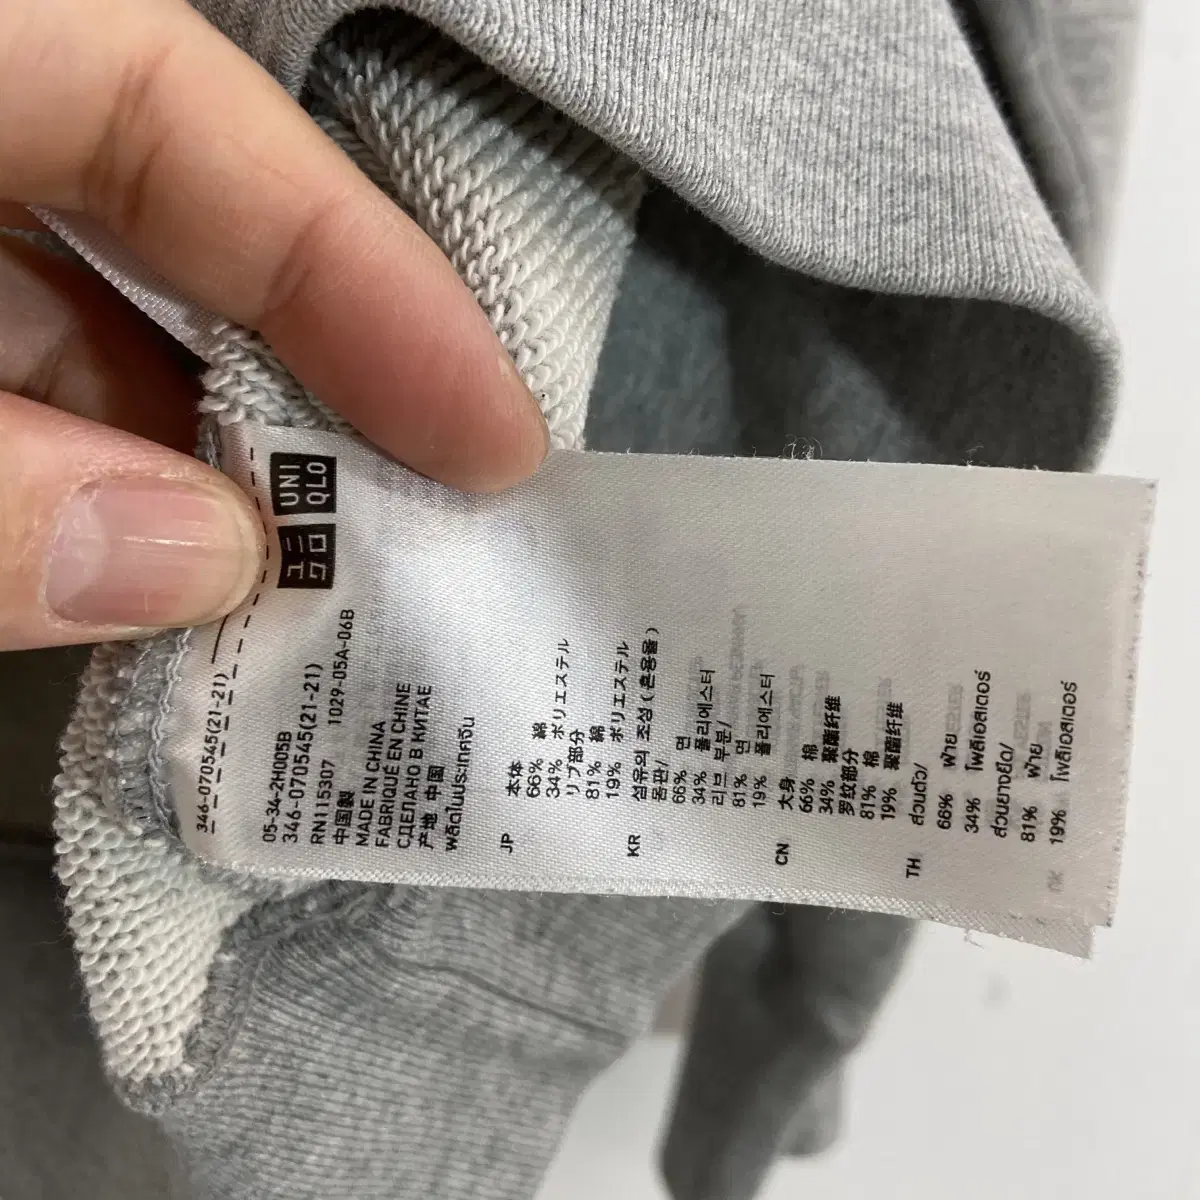 UNI
QLO
ユニ
クロ
346-070545(21-21)
05-34-2H005B
346-070545(21-21)
RN115307 1029-05A-06B
中国製
MADE IN CHINA
FABRIQUÉ EN CHINE
СДЕЛАНО В КИТАЕ
产地 中国
ผลิตในประเทศจีน
JP
本体
66% 綿
34% ポリエステル
リブ部分
81% 綿
19% ポリエステル
KR
섬유의 조성 ( 혼용율 )
몸판/
66% 면
34% 폴리에스터
리브 부분/
81% 면
19% 폴리에스터
CN
大身
66% 棉
34% 聚酯纤维
罗纹部分
81% 棉
19% 聚酯纤维
TH
ส่วนตัว/
66% ฝ้าย
34% โพลีเอสเตอร์
ส่วนยางยืด/
81% ฝ้าย
19% โพลีเอสเตอร์